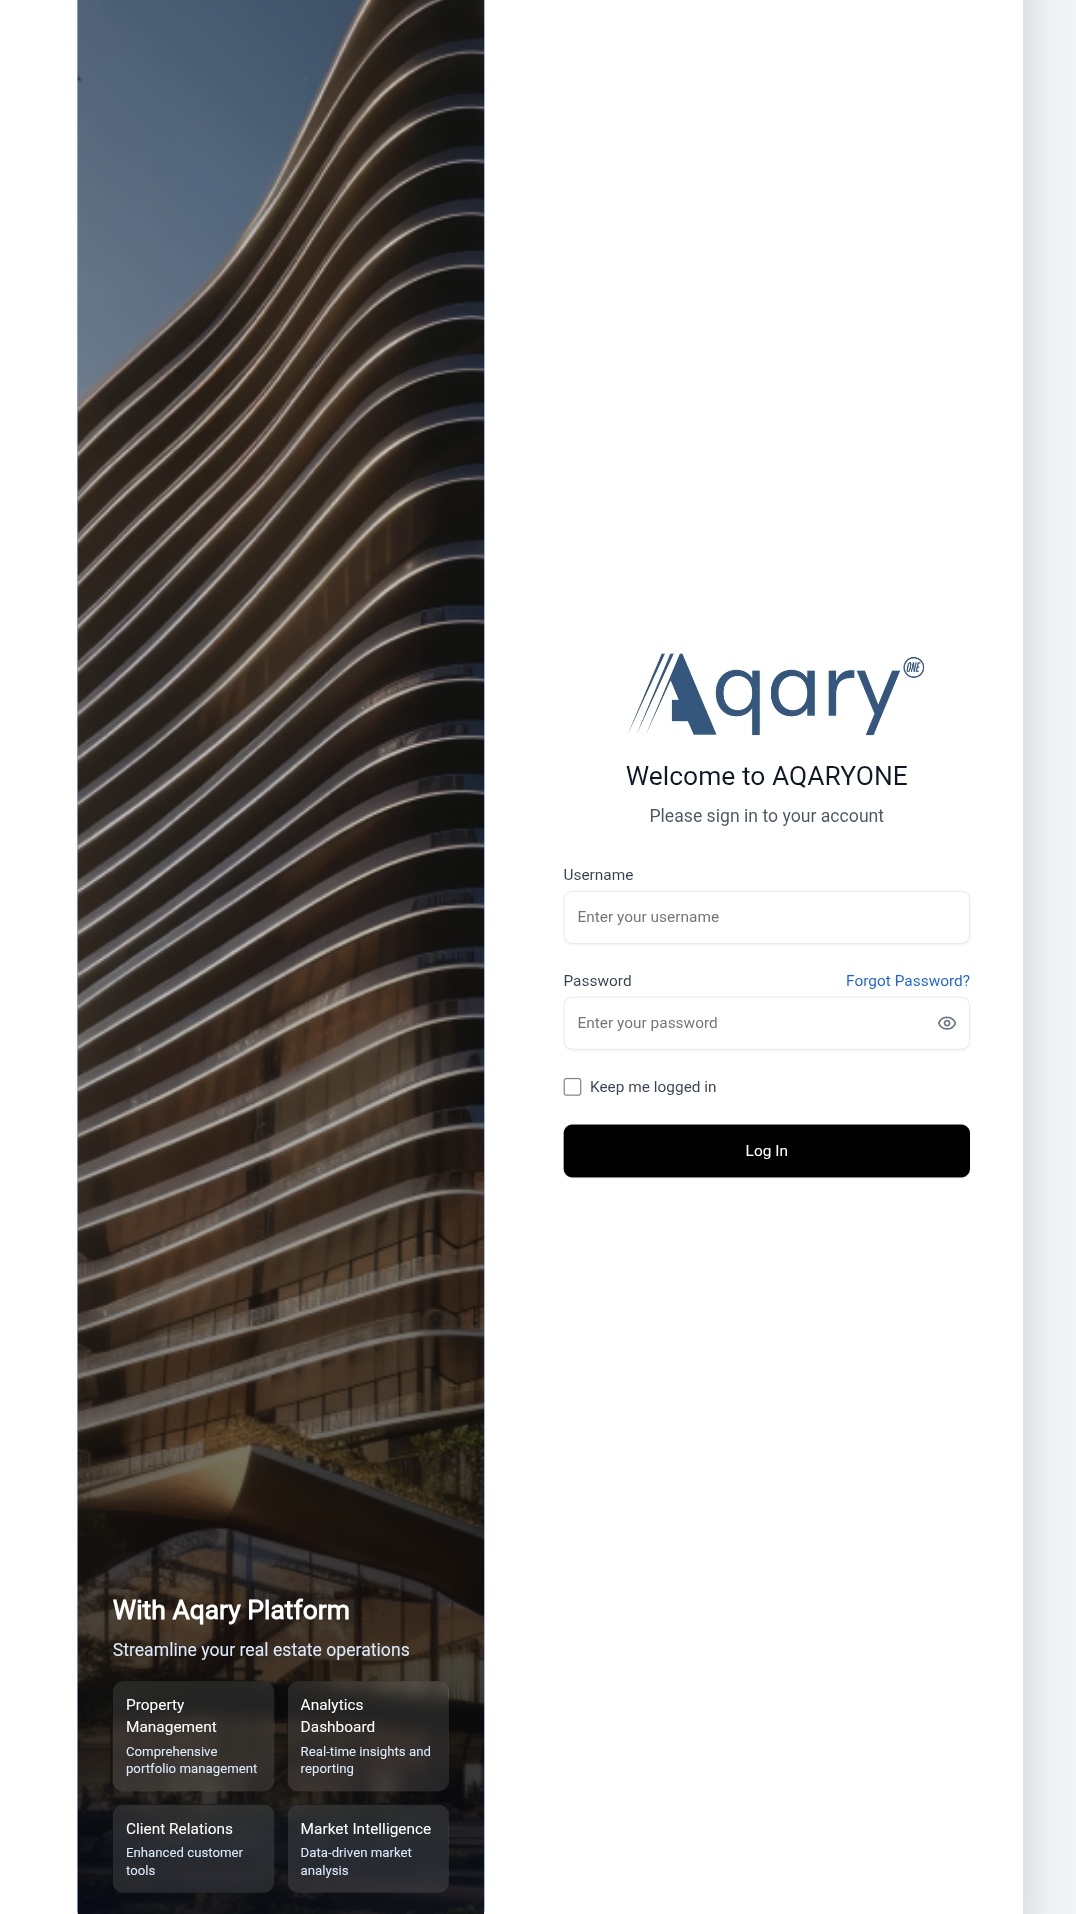 Aqary ONE
Welcome to AQARYONE
Please sign in to your account
Username
Enter your username
Password
Forgot Password?
Enter your password
Keep me logged in
Log In
With Aqary Platform
Streamline your real estate operations
Property
Management
Comprehensive
portfolio management
Analytics
Dashboard
Real-time insights and
reporting
Client Relations
Enhanced customer
tools
Market Intelligence
Data-driven market
analysis